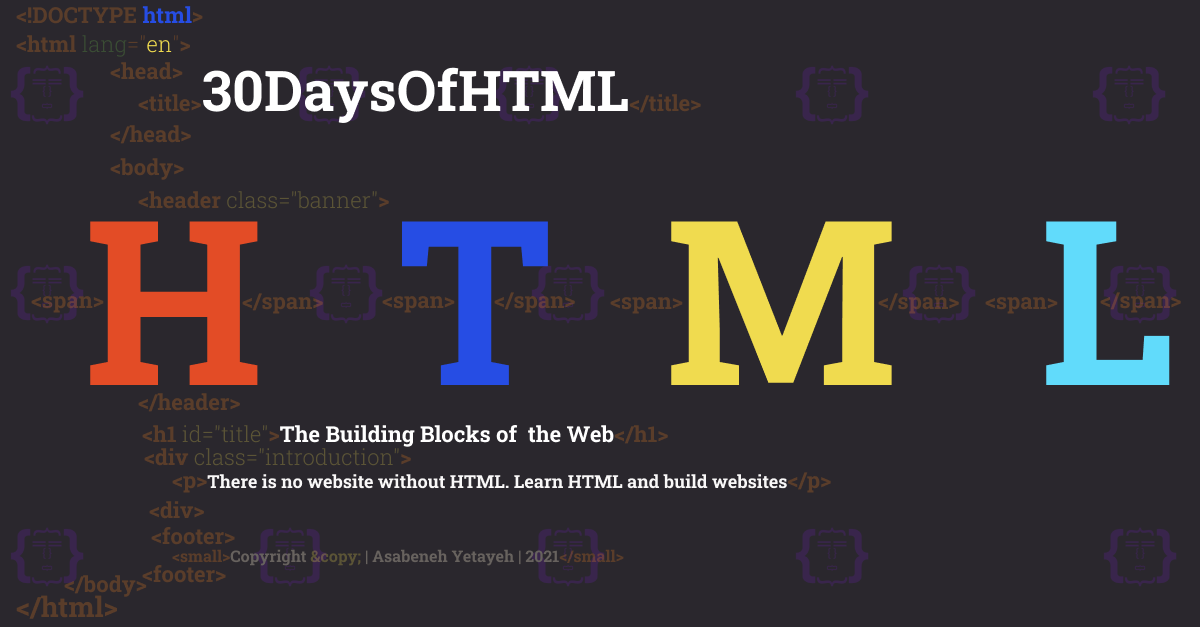 <!DOCTYPE html>
<html lang="en">
<head>
<title>30DaysOfHTML</title>
</head>
<body>
<header class="banner">
<span>H</span> <span>T</span> <span>M</span> <span>L</span>
</header>
<h1 id="title">The Building Blocks of the Web</h1>
<div class="introduction">
<p>There is no website without HTML. Learn HTML and build websites</p>
<div>
<footer>
<small>Copyright &copy; | Asabeneh Yetayeh | 2021</small>
<footer>
</body>
</html>